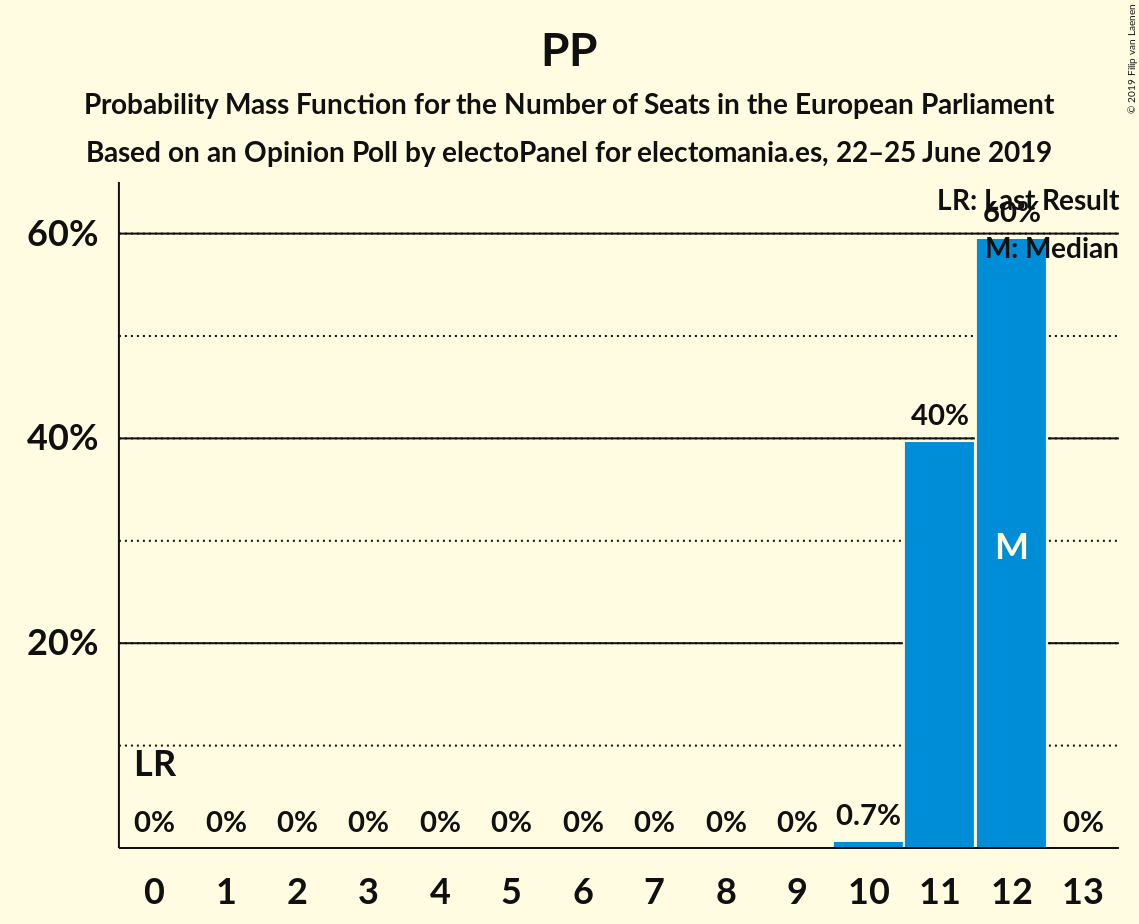 PP
Probability Mass Function for the Number of Seats in the European Parliament
Based on an Opinion Poll by electoPanel for electomania.es, 22–25 June 2019
© 2019 Filip van Laenen
LR: Last Result
M: Median
60%
40%
20%
60%
40%
M
LR
0% 0% 0% 0% 0% 0% 0% 0% 0% 0% 0.7% 0%
0 1 2 3 4 5 6 7 8 9 10 11 12 13